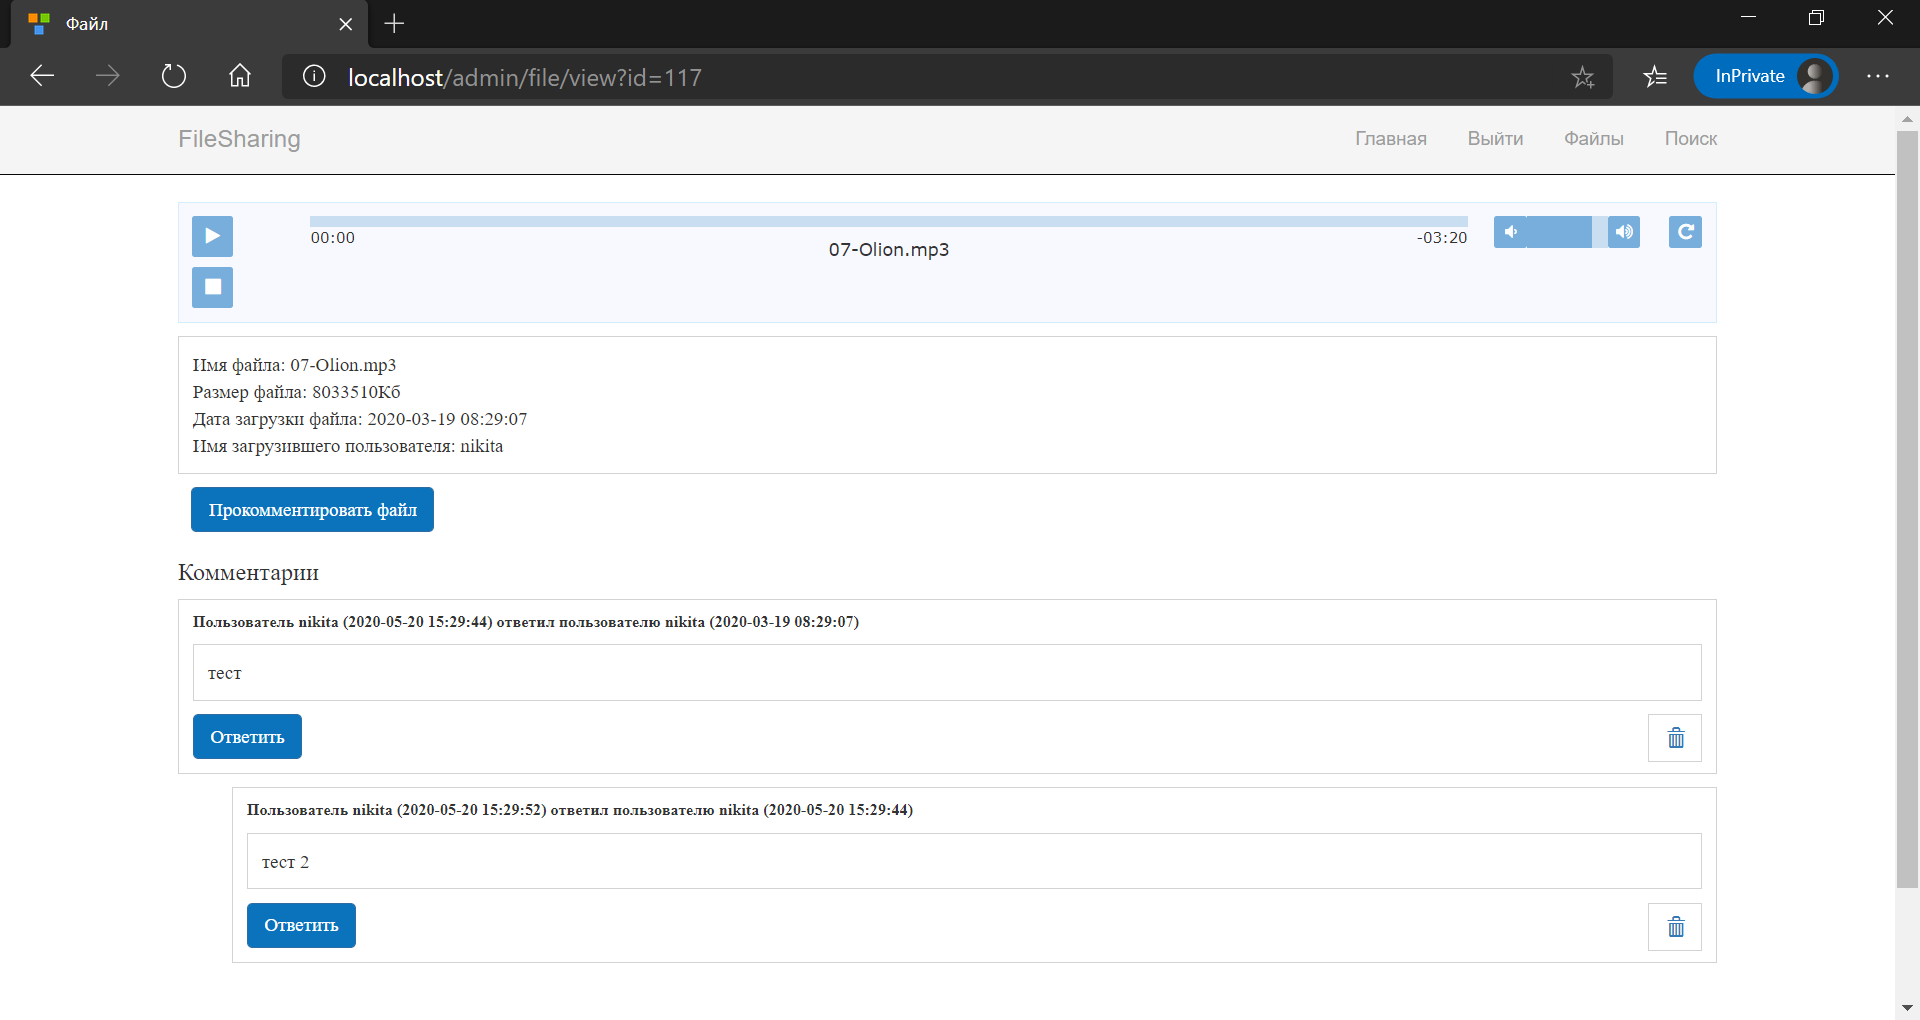 Файл
localhost/admin/file/view?id=117
InPrivate
FileSharing
Главная Выйти Файлы Поиск
00:00
-03:20
07-Olion.mp3
Имя файла: 07-Olion.mp3
Размер файла: 8033510Кб
Дата загрузки файла: 2020-03-19 08:29:07
Имя загрузившего пользователя: nikita
Прокомментировать файл
Комментарии
Пользователь nikita (2020-05-20 15:29:44) ответил пользователю nikita (2020-03-19 08:29:07)
тест
Ответить
Пользователь nikita (2020-05-20 15:29:52) ответил пользователю nikita (2020-05-20 15:29:44)
тест 2
Ответить